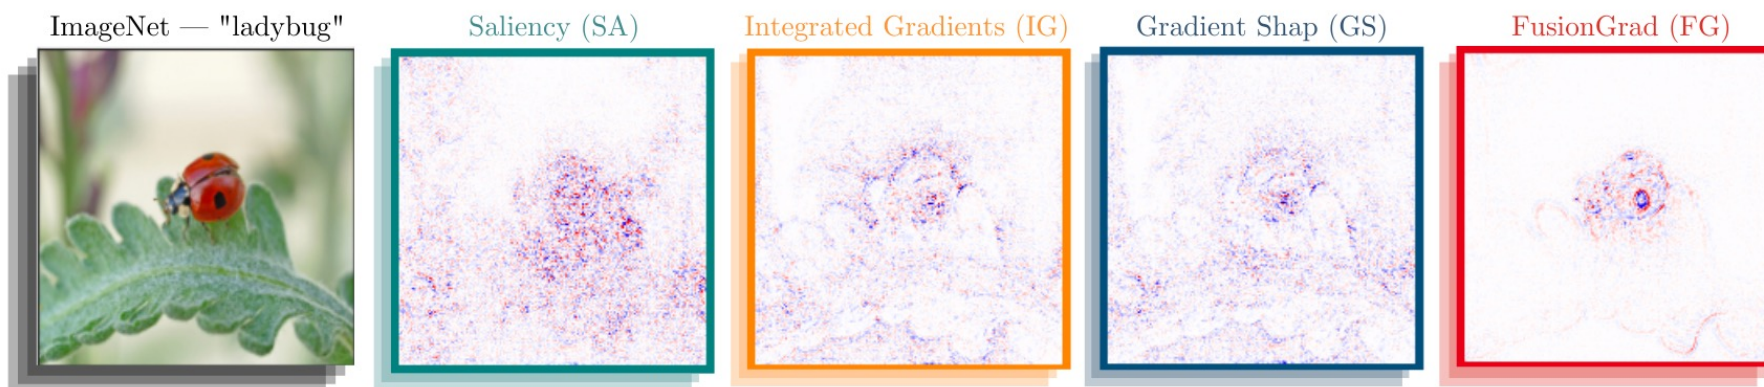 ImageNet — "ladybug"
Saliency (SA)
Integrated Gradients (IG)
Gradient Shap (GS)
FusionGrad (FG)